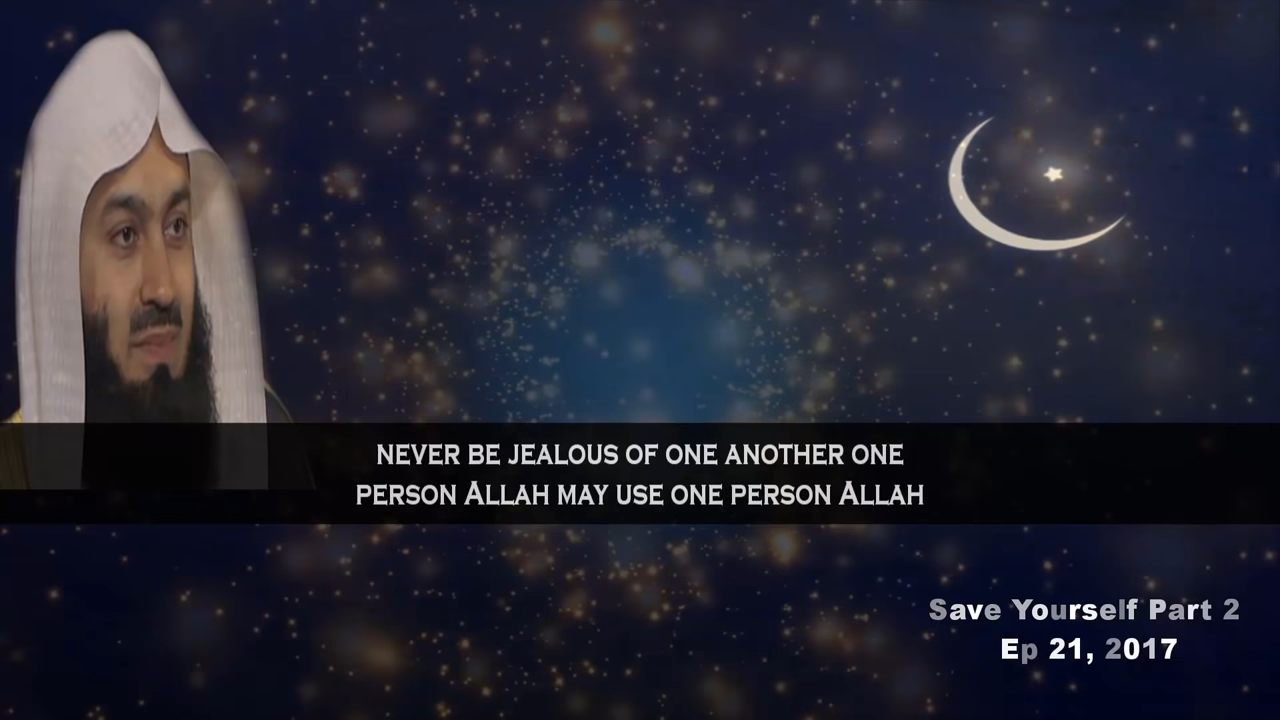 NEVER BE JEALOUS OF ONE ANOTHER ONE
PERSON ALLAH MAY USE ONE PERSON ALLAH
Save Yourself Part 2
Ep 21, 2017